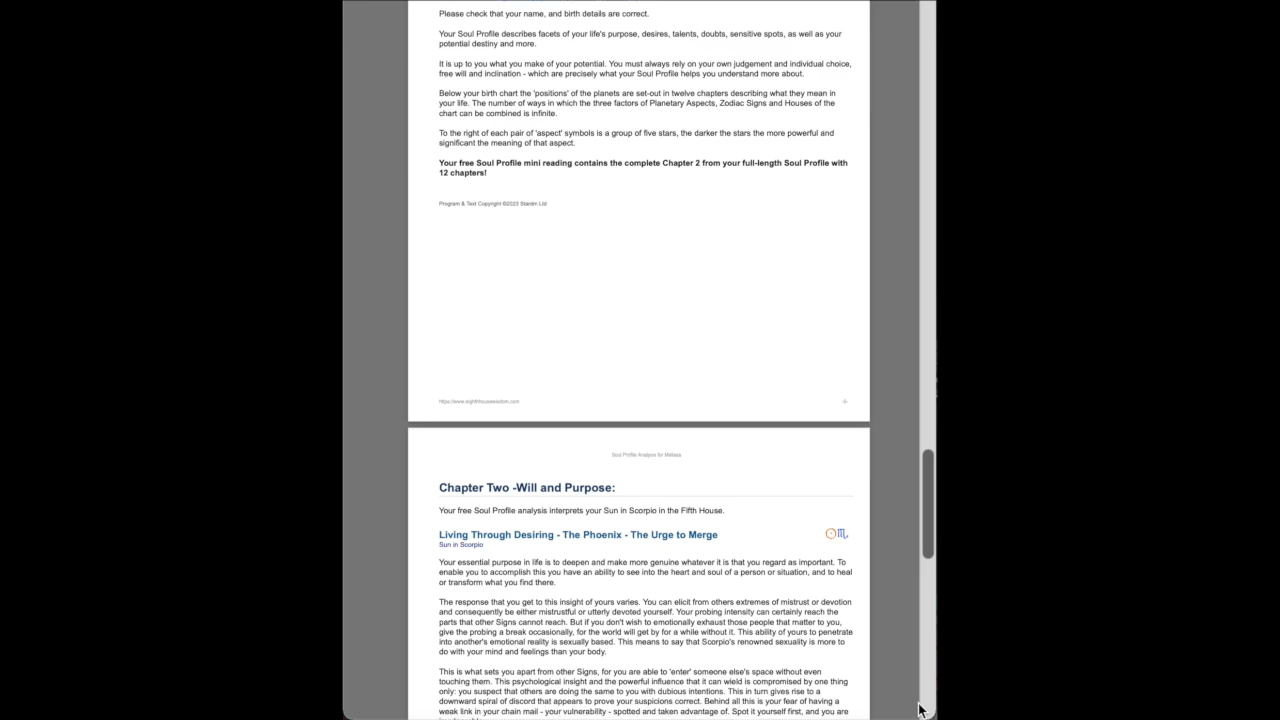 Please check that your name, and birth details are correct.
Your Soul Profile describes facets of your life's purpose, desires, talents, doubts, sensitive spots, as well as your
potential destiny and more.
It is up to you what you make of your potential. You must always rely on your own judgement and individual choice,
free will and inclination - which are precisely what your Soul Profile helps you understand more about.
Below your birth chart the 'positions' of the planets are set-out in twelve chapters describing what they mean in
your life. The number of ways in which the three factors of Planetary Aspects, Zodiac Signs and Houses of the
chart can be combined is infinite.
To the right of each pair of 'aspect' symbols is a group of five stars, the darker the stars the more powerful and
significant the meaning of that aspect.
Your free Soul Profile mini reading contains the complete Chapter 2 from your full-length Soul Profile with
12 chapters!
Program & Text Copyright ©2023 Stardm Ltd
https://www.eighthhousewisdom.com
Soul Profile Analysis for Melissa
Chapter Two -Will and Purpose:
Your free Soul Profile analysis interprets your Sun in Scorpio in the Fifth House.
Living Through Desiring - The Phoenix - The Urge to Merge
Sun in Scorpio
Your essential purpose in life is to deepen and make more genuine whatever it is that you regard as important. To
enable you to accomplish this you have an ability to see into the heart and soul of a person or situation, and to heal
or transform what you find there.
The response that you get to this insight of yours varies. You can elicit from others extremes of mistrust or devotion
and consequently be either mistrustful or utterly devoted yourself. Your probing intensity can certainly reach the
parts that other Signs cannot reach. But if you don't wish to emotionally exhaust those people that matter to you,
give the probing a break occasionally, for the world will get by for a while without it. This ability of yours to penetrate
into another's emotional reality is sexually based. This means to say that Scorpio's renowned sexuality is more to
do with your mind and feelings than your body.
This is what sets you apart from other Signs, for you are able to 'enter' someone else's space without even
touching them. This psychological insight and the powerful influence that it can wield is compromised by one thing
only: you suspect that others are doing the same to you with dubious intentions. This in turn gives rise to a
downward spiral of discord that appears to prove your suspicions correct. Behind all this is your fear of having a
weak link in your chain mail - your vulnerability - spotted and taken advantage of. Spot it yourself first, and you are